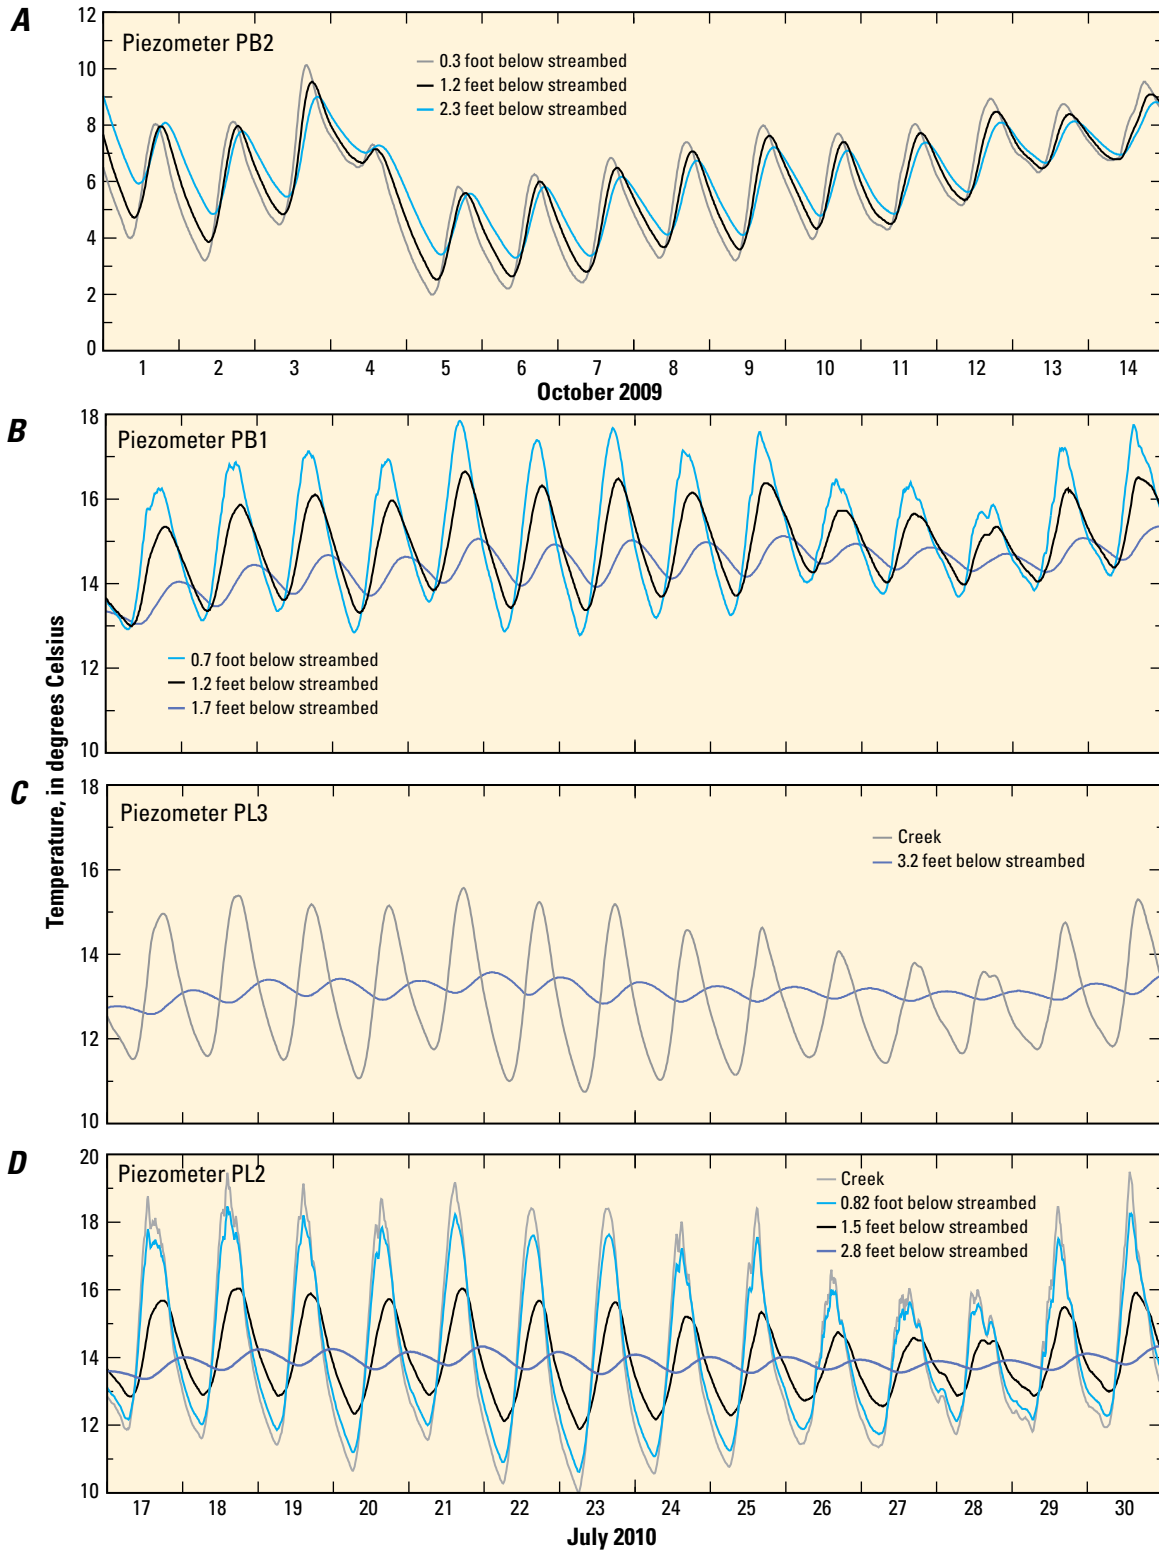 A
Piezometer PB2
0.3 foot below streambed
1.2 feet below streambed
2.3 feet below streambed
12
10
8
6
4
2
0
1 2 3 4 5 6 7 8 9 10 11 12 13 14
October 2009
B
Piezometer PB1
18
16
14
12
10
0.7 foot below streambed
1.2 feet below streambed
1.7 feet below streambed
Temperature, in degrees Celsius
C
Piezometer PL3
Creek
3.2 feet below streambed
18
16
14
12
10
D
Piezometer PL2
Creek
0.82 foot below streambed
1.5 feet below streambed
2.8 feet below streambed
20
18
16
14
12
10
17 18 19 20 21 22 23 24 25 26 27 28 29 30
July 2010